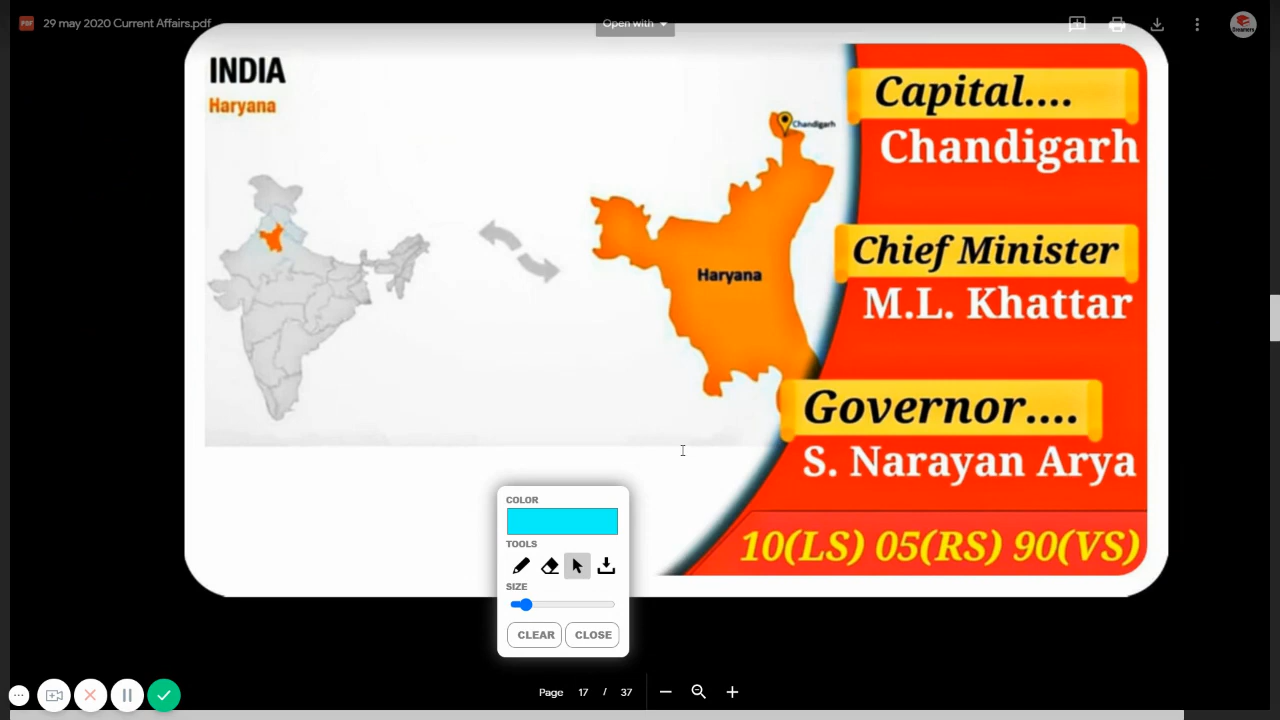 29 may 2020 Current Affairs.pdf
Open with
INDIA
Haryana
Chandigarh
Haryana
Capital....
Chandigarh
Chief Minister
M.L. Khattar
Governor....
S. Narayan Arya
10(LS) 05(RS) 90(VS)
COLOR
TOOLS
SIZE
CLEAR CLOSE
Page 17 / 37